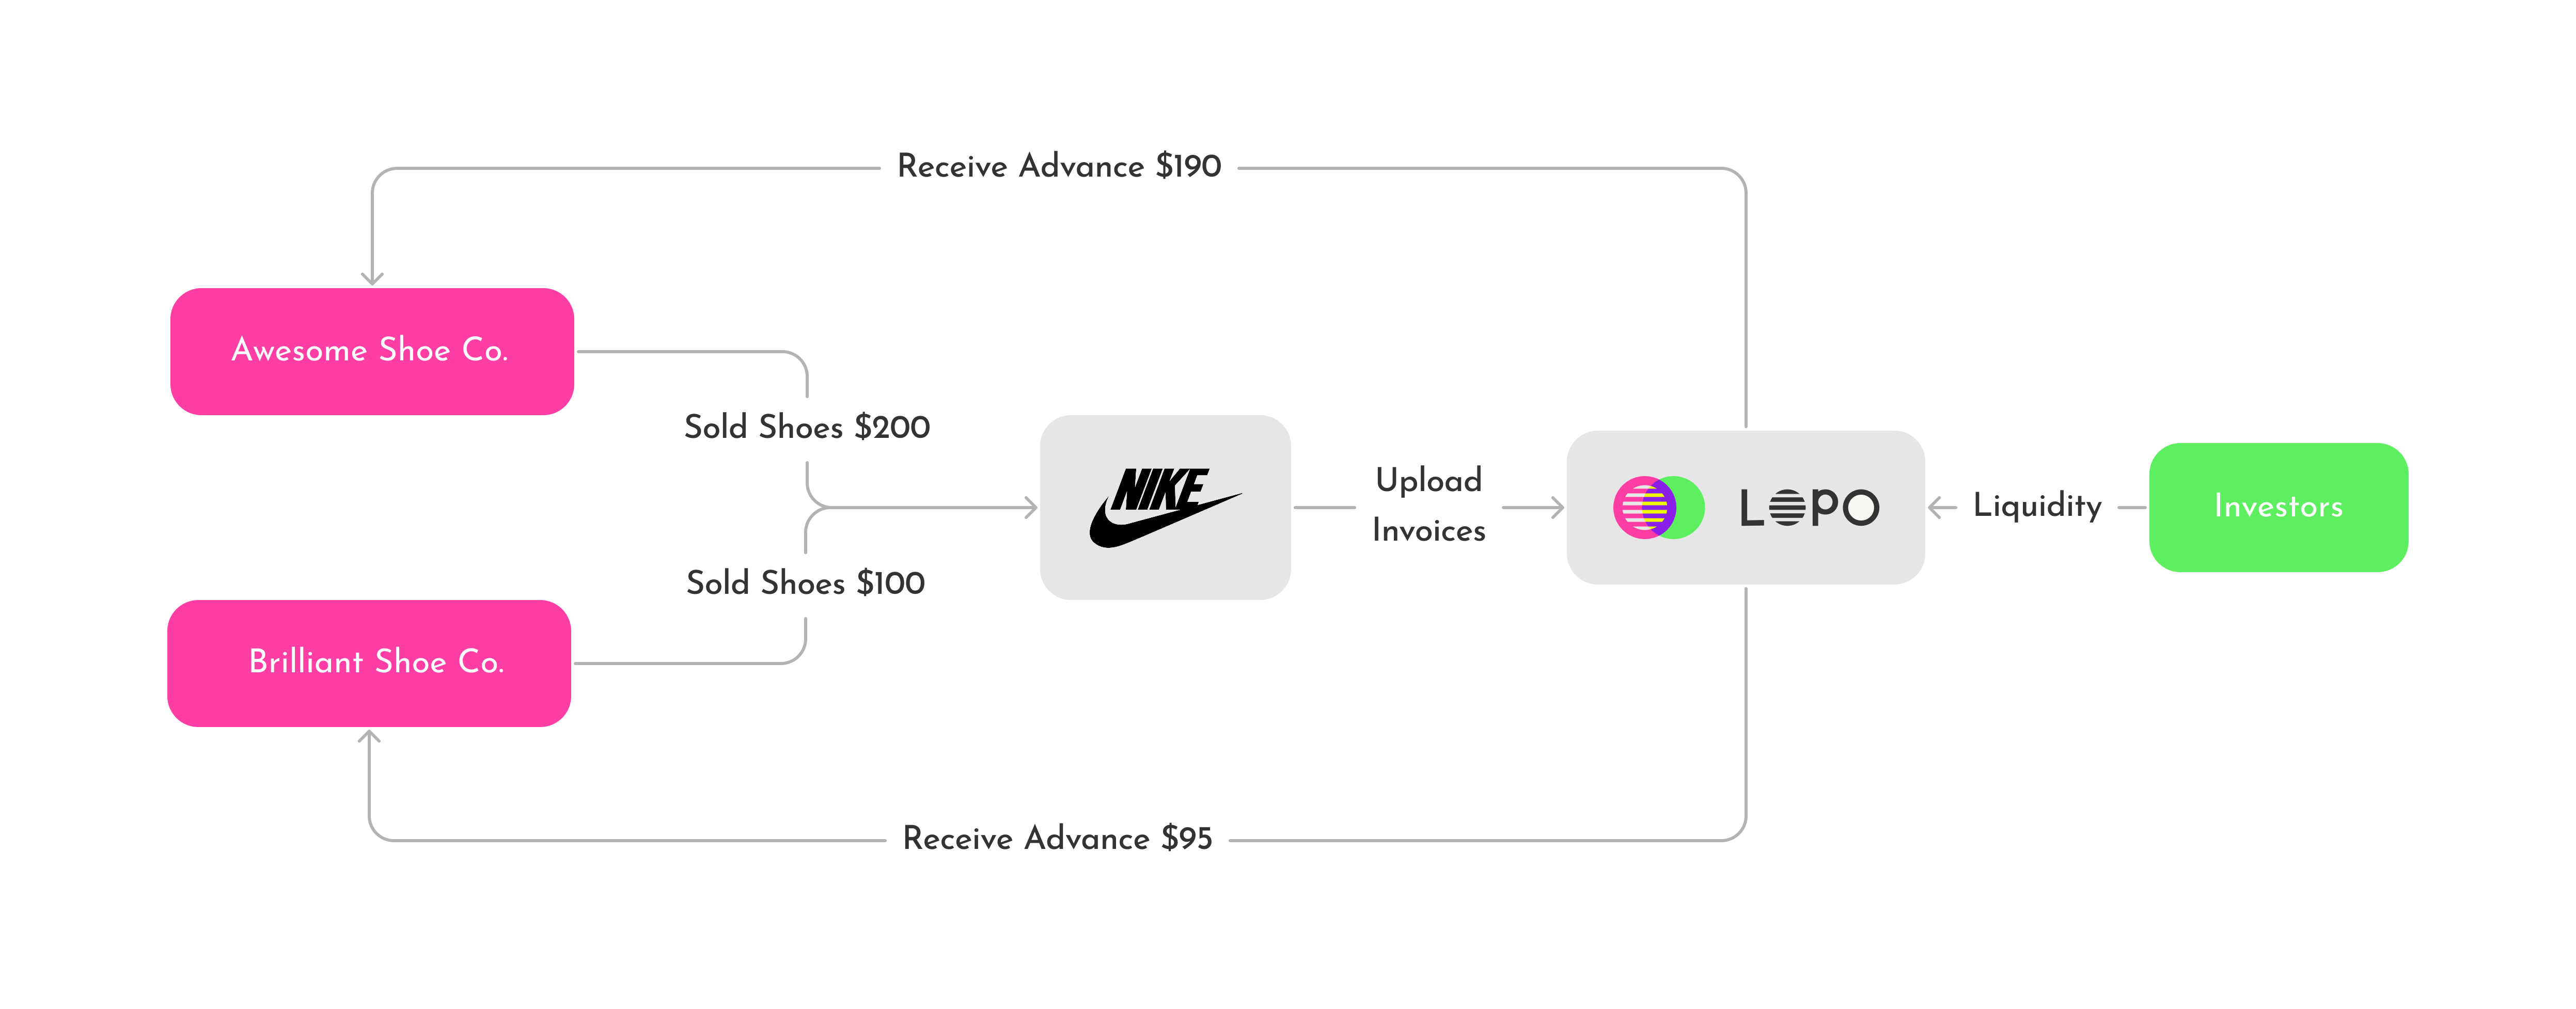 Receive Advance $190
Awesome Shoe Co.
Sold Shoes $200
NIKE
Upload
Invoices
LOPO
Liquidity
Investors
Sold Shoes $100
Brilliant Shoe Co.
Receive Advance $95